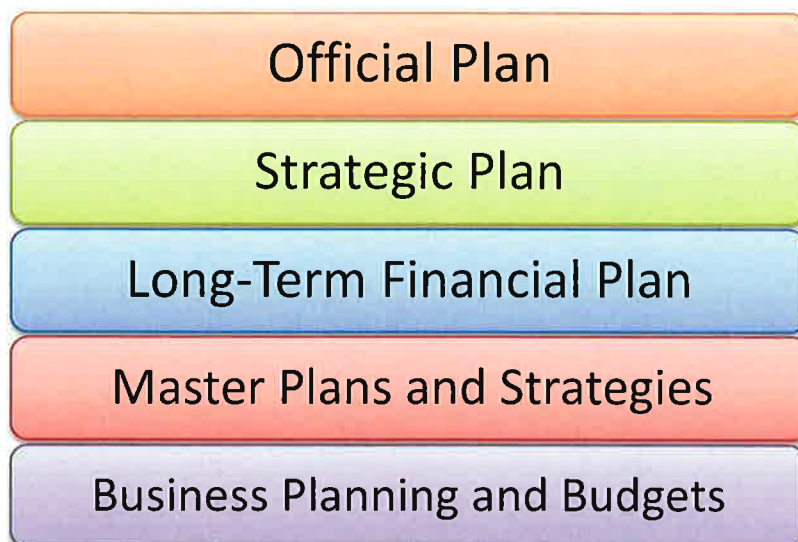 Official Plan
Strategic Plan
Long-Term Financial Plan
Master Plans and Strategies
Business Planning and Budgets